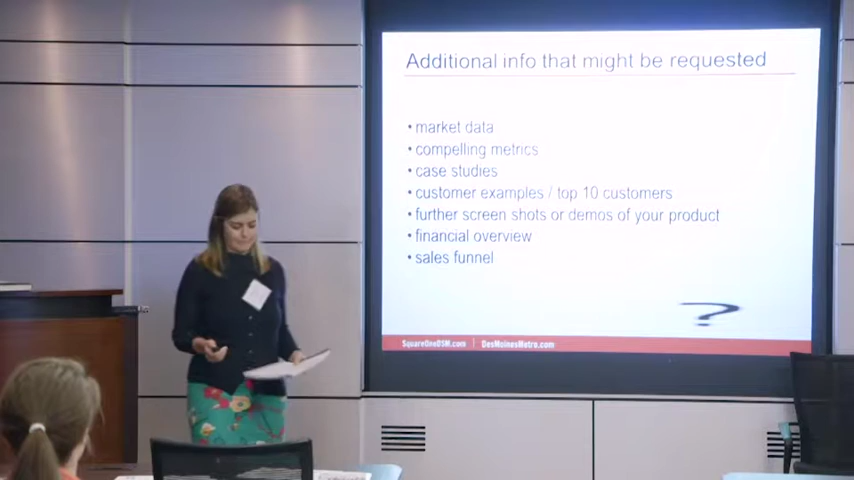 Additional info that might be requested
• market data
• compelling metrics
• case studies
• customer examples / top 10 customers
• further screen shots or demos of your product
• financial overview
• sales funnel
?
SquareOneDSM.com | DesMoinesMetro.com